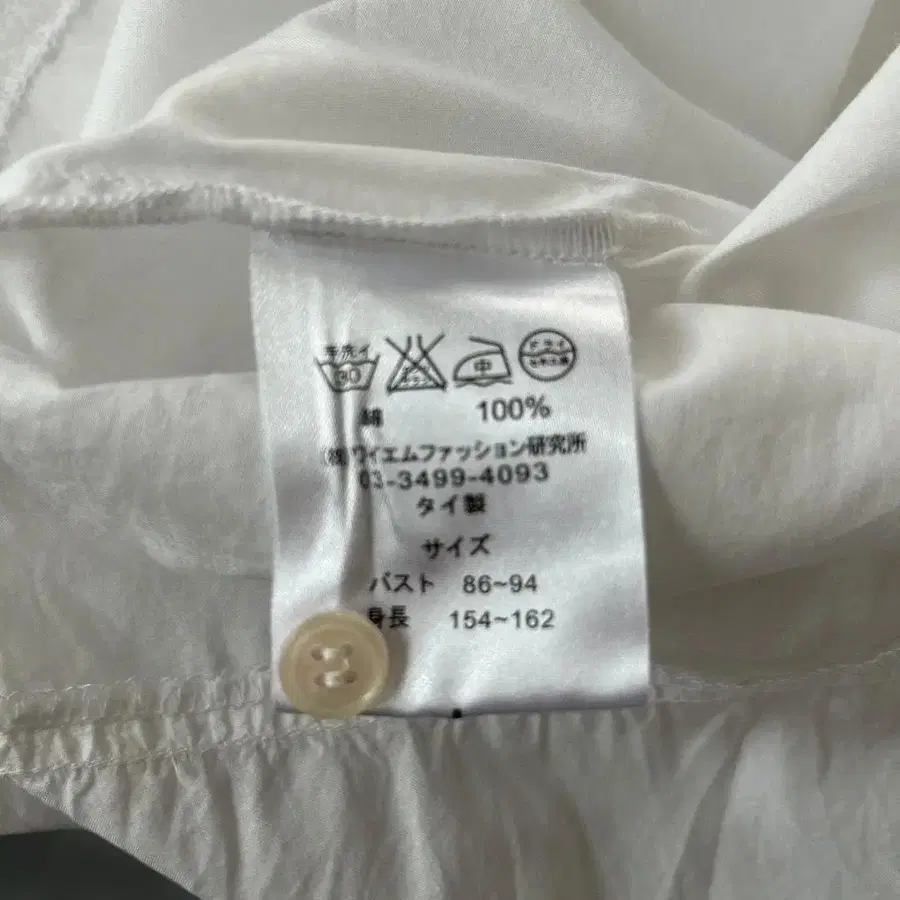 手洗イ 30 中 ドライ
綿 100%
(株)ワイエムファッション研究所
03-3499-4093
タイ製
サイズ
バスト 86~94
身長 154~162